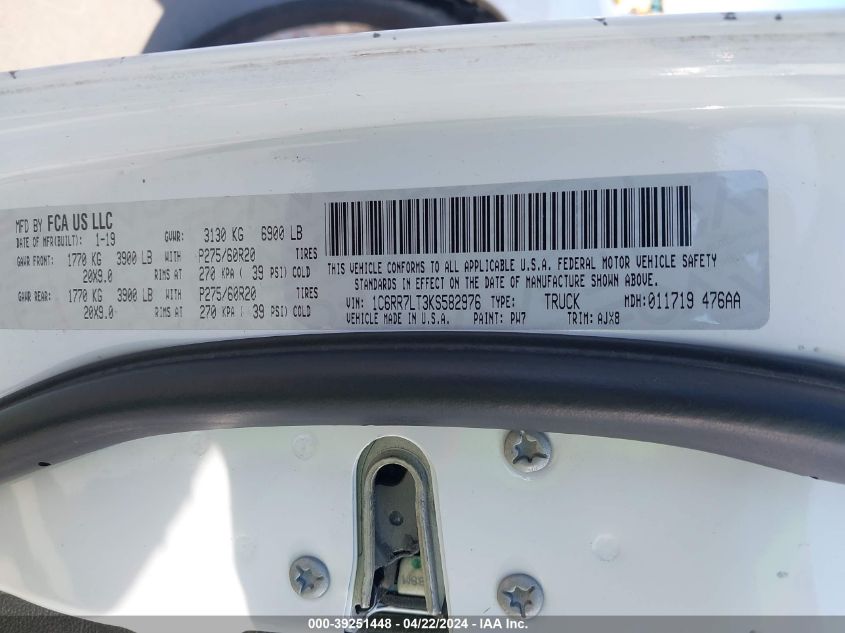 MFD BY FCA US LLC
DATE OF MFR(BUILT): 1-19 GVWR: 3130 KG 6900 LB
GAWR FRONT: 1770 KG 3900 LB WITH P275/60R20 TIRES
20X9.0 RIMS AT 270 KPA ( 39 PSI) COLD
GAWR REAR: 1770 KG 3900 LB WITH P275/60R20 TIRES
20X9.0 RIMS AT 270 KPA ( 39 PSI) COLD
THIS VEHICLE CONFORMS TO ALL APPLICABLE U.S.A. FEDERAL MOTOR VEHICLE SAFETY
STANDARDS IN EFFECT ON THE DATE OF MANUFACTURE SHOWN ABOVE.
VIN: 1C6RR7LT3KS582976 TYPE: TRUCK MDH:011719 476AA
VEHICLE MADE IN U.S.A. PAINT: PW7 TRIM: AJX8
000-39251448 - 04/22/2024 - IAA Inc.